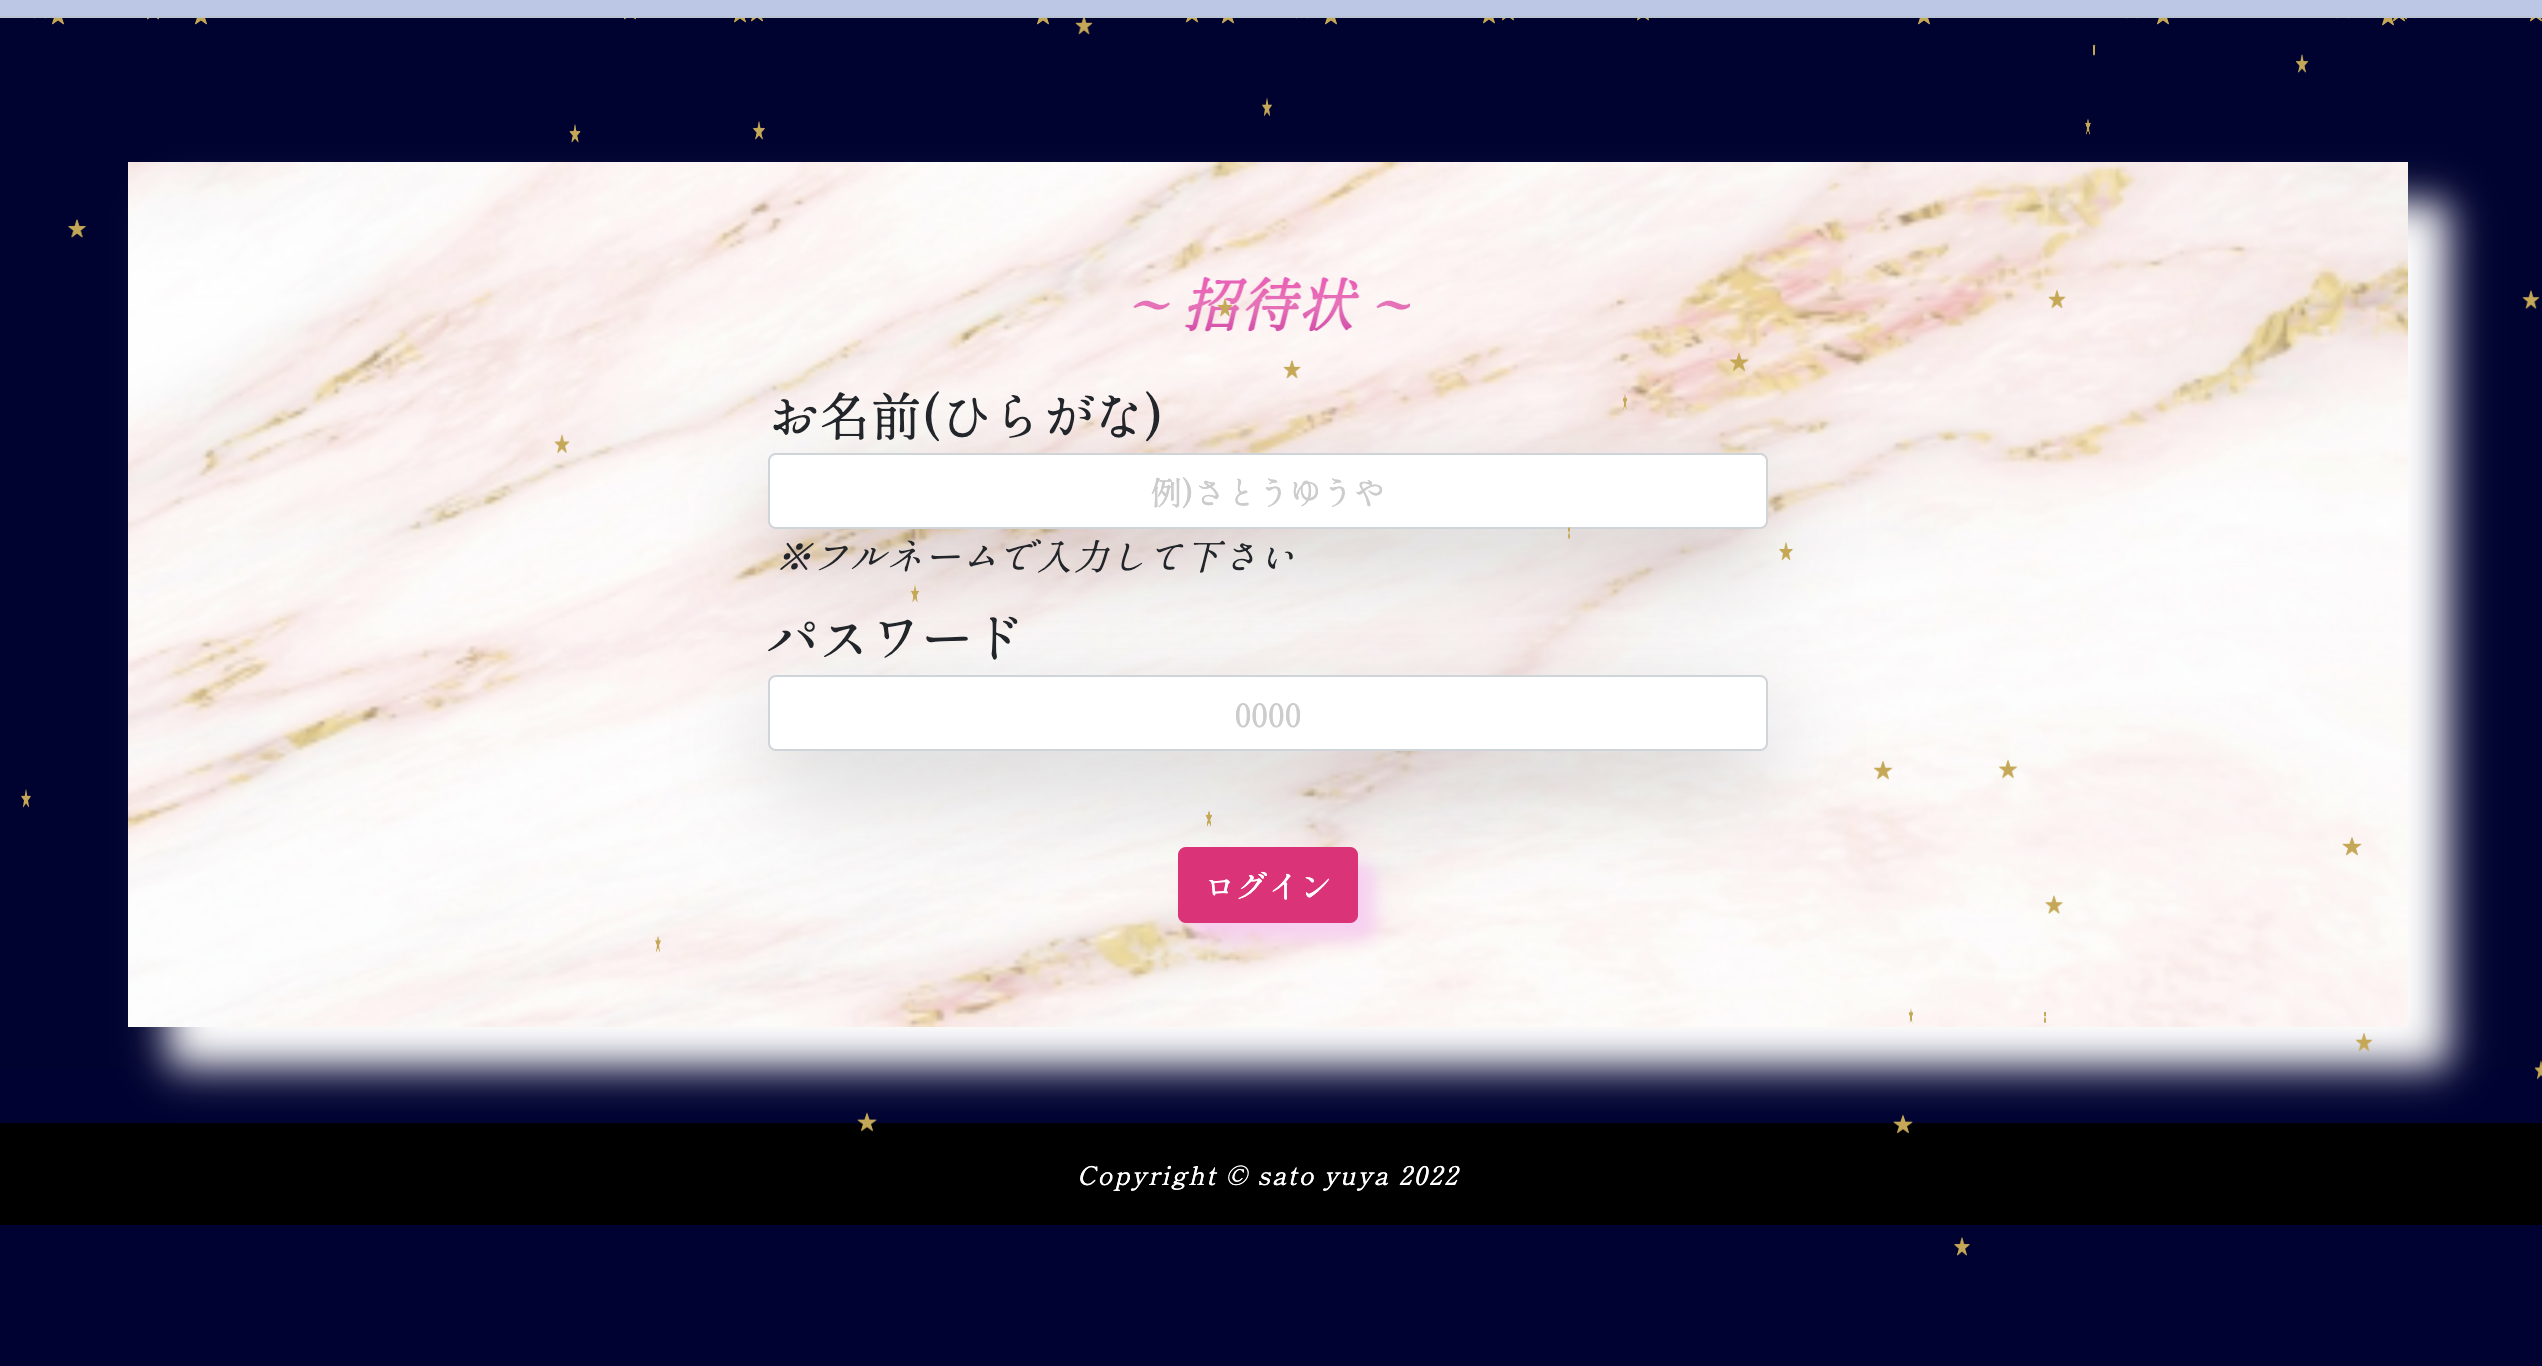 ~ 招待状 ~
お名前(ひらがな)
例)さとうゆうや
※フルネームで入力して下さい
パスワード
0000
ログイン
Copyright © sato yuya 2022